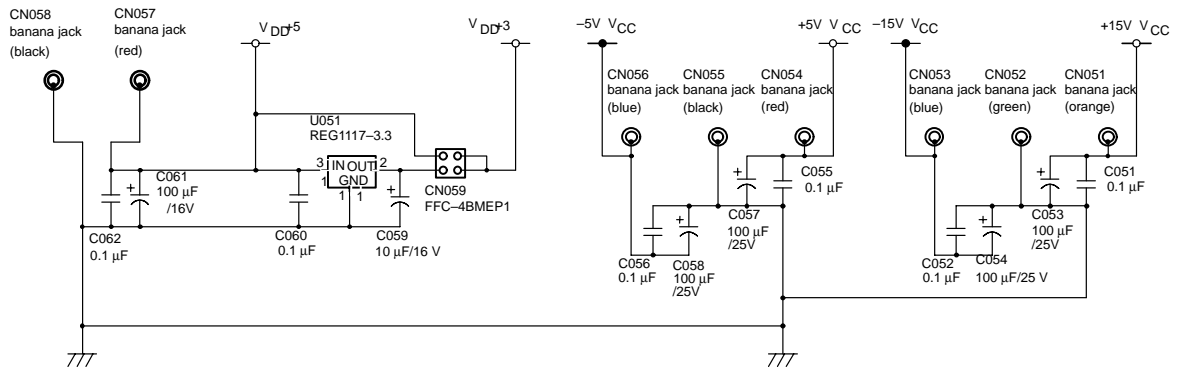 CN058
banana jack
(black)
CN057
banana jack
(red)
V DD+5
V DD+3
–5V VCC
+5V VCC
–15V VCC
+15V VCC
U051
REG1117–3.3
3 IN OUT 2
1 GND
1 1
CN059
FFC–4BMEP1
C061
+
100 µF
/16V
C062
0.1 µF
C060
0.1 µF
+
C059
10 µF/16 V
CN056
banana jack
(blue)
CN055
banana jack
(black)
CN054
banana jack
(red)
+
C055
0.1 µF
C057
100 µF
/25V
+
C056
0.1 µF
C058
100 µF
/25V
CN053
banana jack
(blue)
CN052
banana jack
(green)
CN051
banana jack
(orange)
+
C051
0.1 µF
C053
100 µF
/25V
+
C052
0.1 µF
C054
100 µF/25 V